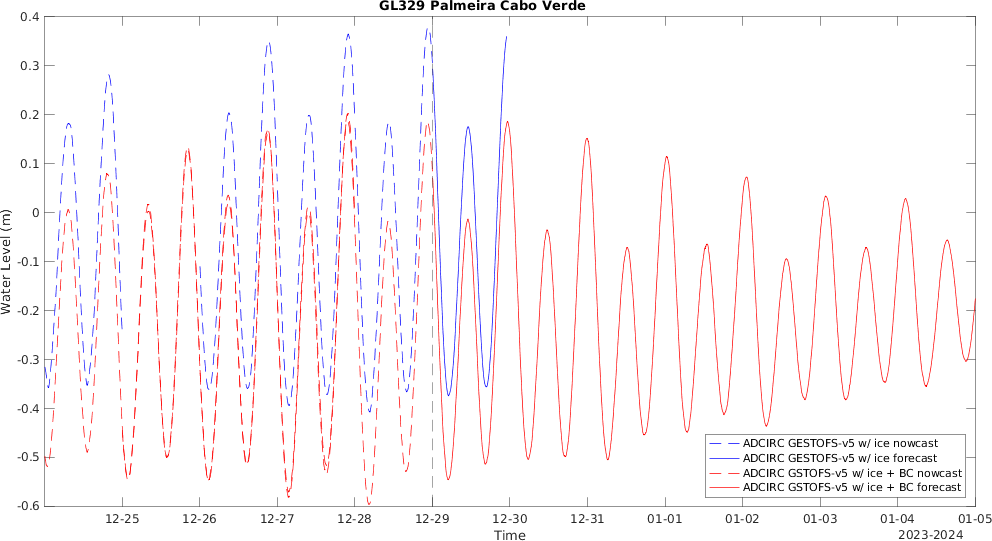 GL329 Palmeira Cabo Verde
0.4
0.3
0.2
0.1
0
-0.1
-0.2
-0.3
-0.4
-0.5
-0.6
Water Level (m)
ADCIRC GESTOFS-v5 w/ ice nowcast
ADCIRC GESTOFS-v5 w/ ice forecast
ADCIRC GSTOFS-v5 w/ ice + BC nowcast
ADCIRC GSTOFS-v5 w/ ice + BC forecast
12-25 12-26 12-27 12-28 12-29 12-30 12-31 01-01 01-02 01-03 01-04 01-05
Time
2023-2024